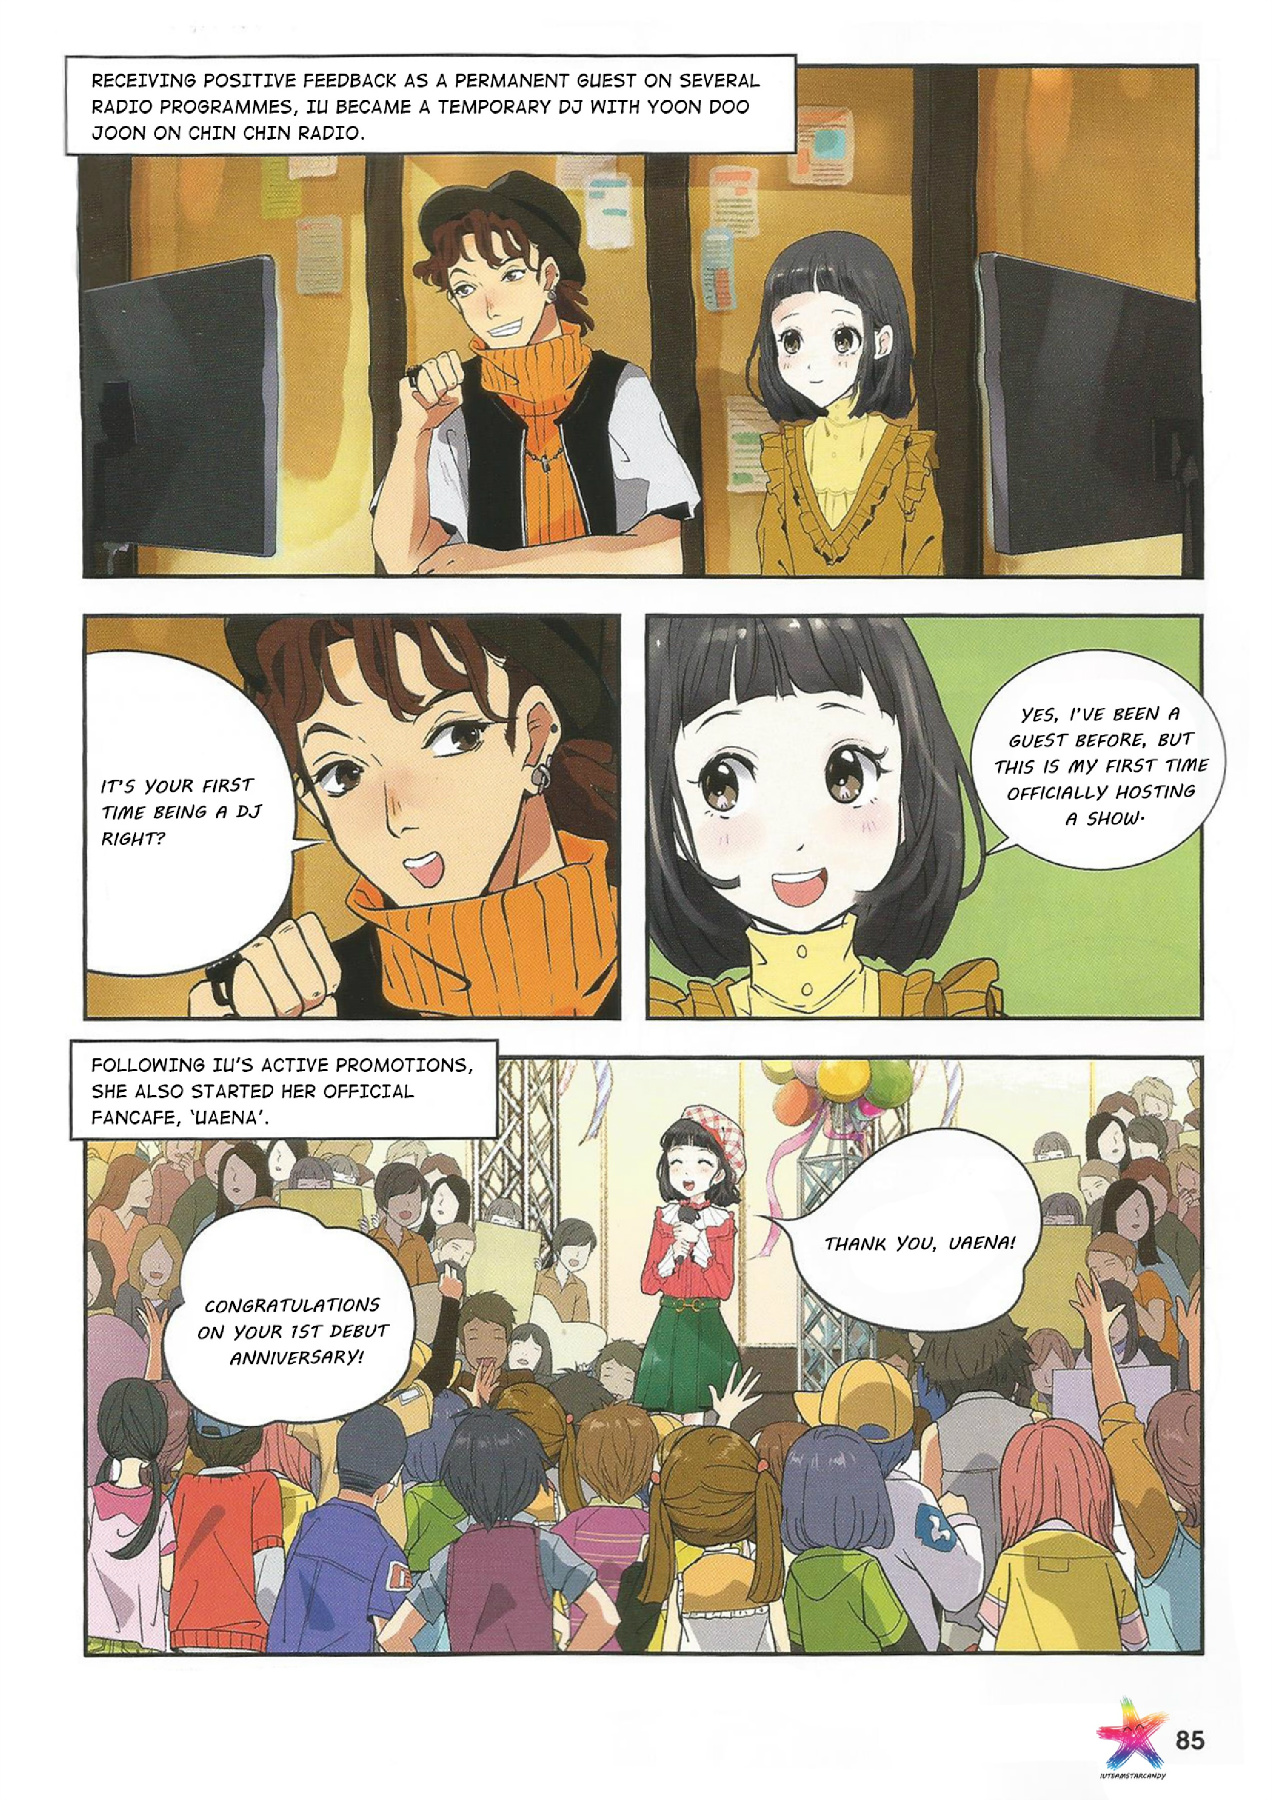 RECEIVING POSITIVE FEEDBACK AS A PERMANENT GUEST ON SEVERAL
RADIO PROGRAMMES, IU BECAME A TEMPORARY DJ WITH YOON DOO
JOON ON CHIN CHIN RADIO.
IT'S YOUR FIRST
TIME BEING A DJ
RIGHT?
YES, I'VE BEEN A
GUEST BEFORE, BUT
THIS IS MY FIRST TIME
OFFICIALLY HOSTING
A SHOW.
FOLLOWING IU'S ACTIVE PROMOTIONS,
SHE ALSO STARTED HER OFFICIAL
FANCAFE, 'UAENA'.
THANK YOU, UAENA!
CONGRATULATIONS
ON YOUR 1ST DEBUT
ANNIVERSARY!
85
IUTEAMSTARCANDY